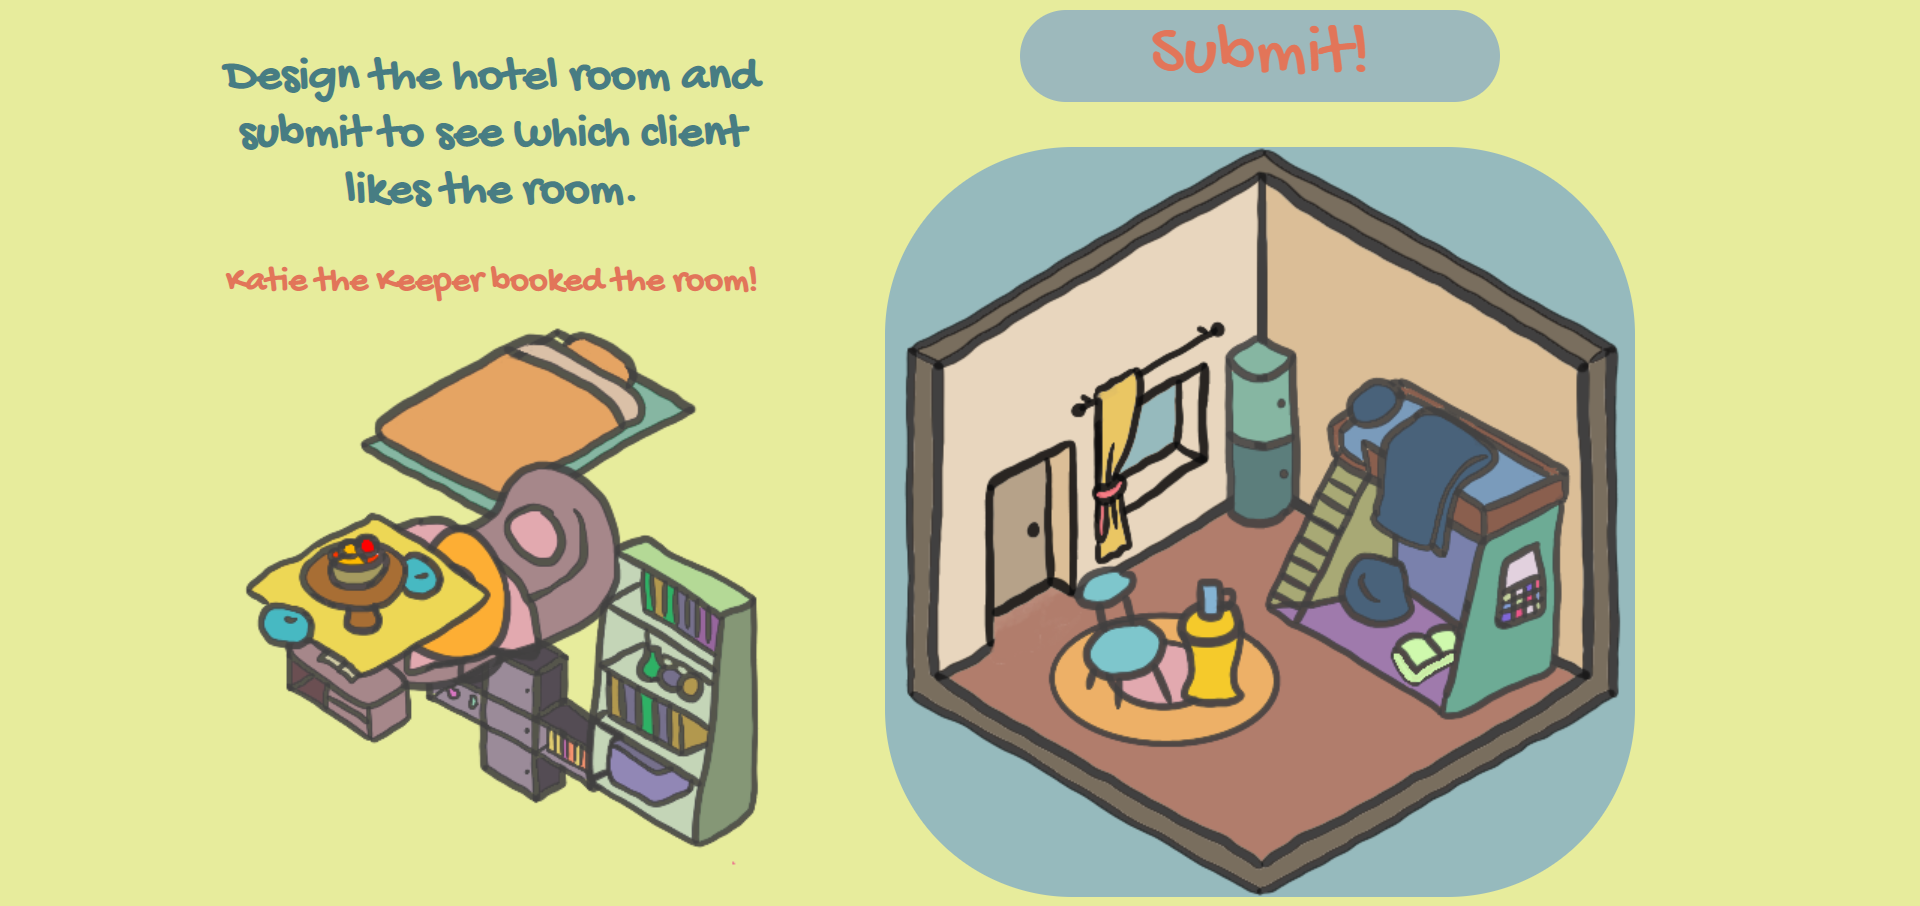 Design the hotel room and
submit to see which client
likes the room.
Katie the Keeper booked the room!
Submit!